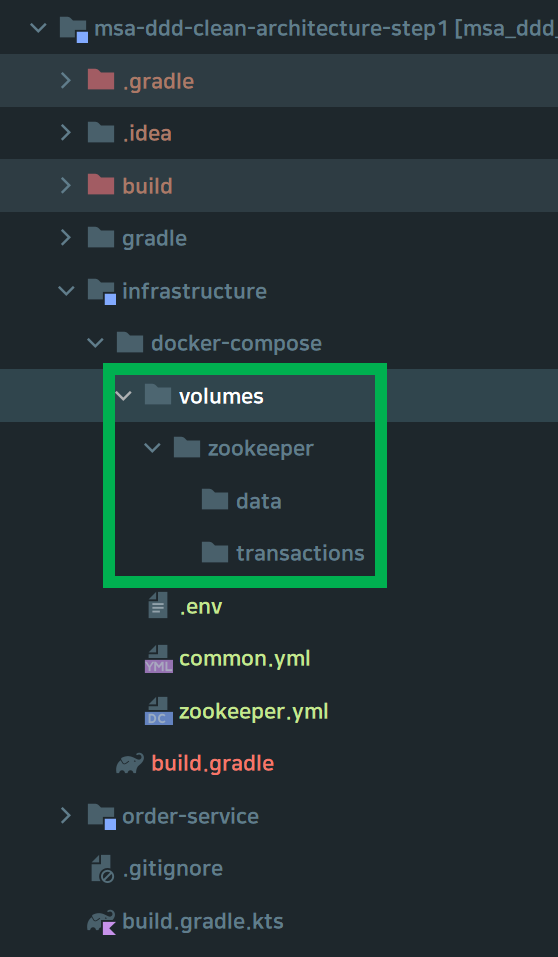 msa-ddd-clean-architecture-step1 [msa_ddd_
.gradle
.idea
build
gradle
infrastructure
docker-compose
volumes
zookeeper
data
transactions
.env
YML common.yml
DC zookeeper.yml
build.gradle
order-service
.gitignore
build.gradle.kts